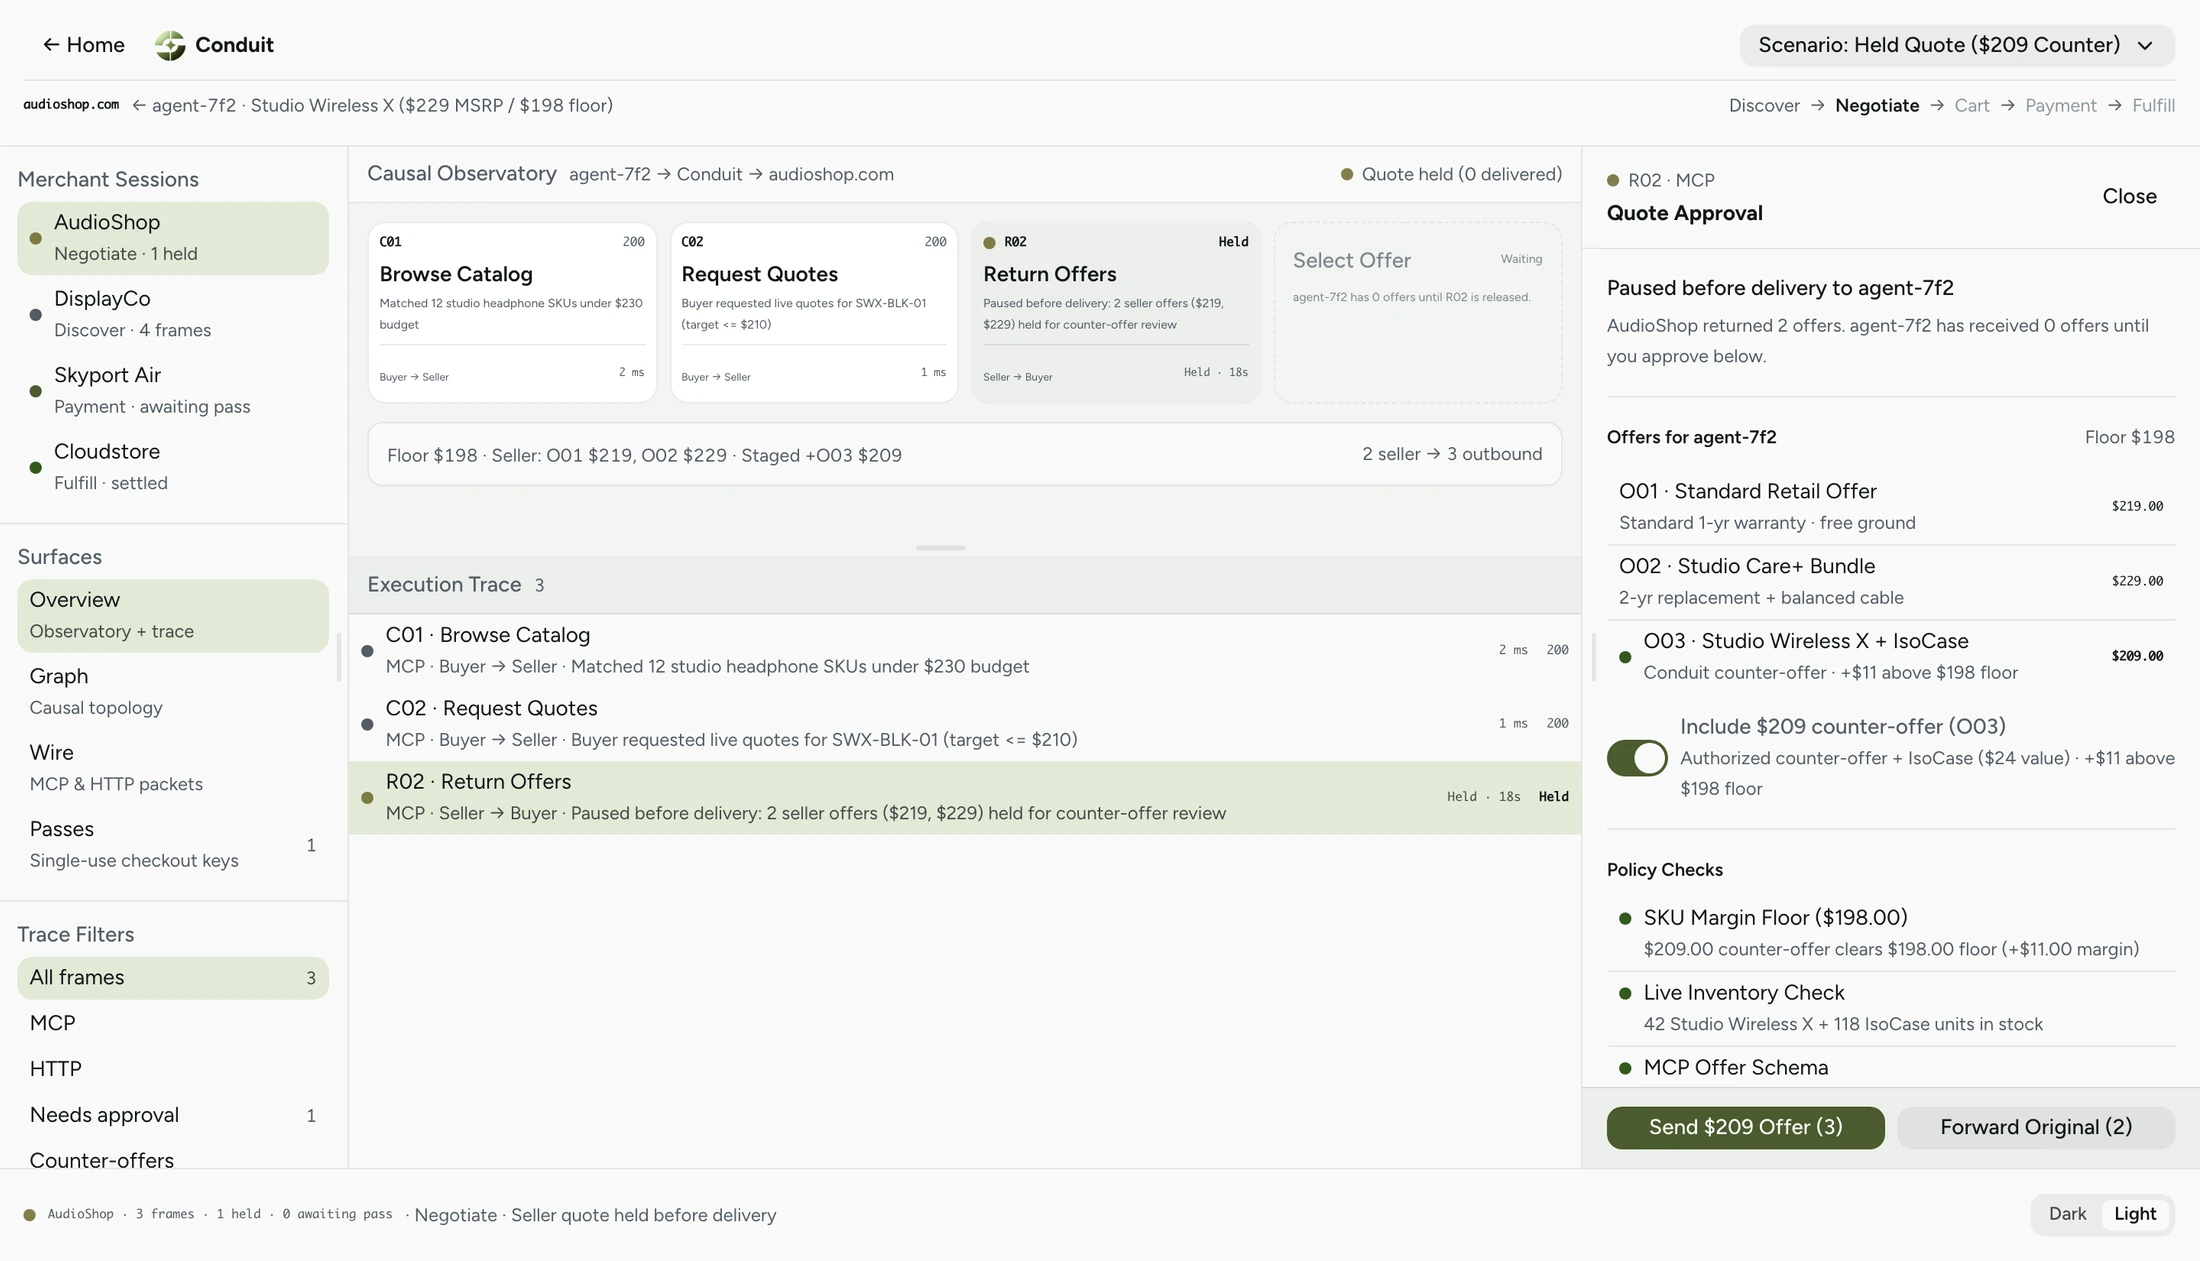 ← Home
Conduit
Scenario: Held Quote ($209 Counter)
audioshop.com ← agent-7f2 · Studio Wireless X ($229 MSRP / $198 floor)
Discover → Negotiate → Cart → Payment → Fulfill
Merchant Sessions
AudioShop
Negotiate · 1 held
DisplayCo
Discover · 4 frames
Skyport Air
Payment · awaiting pass
Cloudstore
Fulfill · settled
Surfaces
Overview
Observatory + trace
Graph
Causal topology
Wire
MCP & HTTP packets
Passes
Single-use checkout keys
1
Trace Filters
All frames 3
MCP
HTTP
Needs approval 1
Counter-offers
Causal Observatory agent-7f2 → Conduit → audioshop.com
Quote held (0 delivered)
C01 200
Browse Catalog
Matched 12 studio headphone SKUs under $230
budget
Buyer → Seller 2 ms
C02 200
Request Quotes
Buyer requested live quotes for SWX-BLK-01
(target <= $210)
Buyer → Seller 1 ms
R02 Held
Return Offers
Paused before delivery: 2 seller offers ($219,
$229) held for counter-offer review
Seller → Buyer Held · 18s
Select Offer Waiting
agent-7f2 has 0 offers until R02 is released.
Floor $198 · Seller: O01 $219, O02 $229 · Staged +O03 $209
2 seller → 3 outbound
Execution Trace 3
C01 · Browse Catalog
MCP · Buyer → Seller · Matched 12 studio headphone SKUs under $230 budget
2 ms 200
C02 · Request Quotes
MCP · Buyer → Seller · Buyer requested live quotes for SWX-BLK-01 (target <= $210)
1 ms 200
R02 · Return Offers
MCP · Seller → Buyer · Paused before delivery: 2 seller offers ($219, $229) held for counter-offer review
Held · 18s Held
R02 · MCP
Quote Approval
Close
Paused before delivery to agent-7f2
AudioShop returned 2 offers. agent-7f2 has received 0 offers until
you approve below.
Offers for agent-7f2 Floor $198
O01 · Standard Retail Offer
Standard 1-yr warranty · free ground
$219.00
O02 · Studio Care+ Bundle
2-yr replacement + balanced cable
$229.00
O03 · Studio Wireless X + IsoCase
Conduit counter-offer · +$11 above $198 floor
$209.00
Include $209 counter-offer (O03)
Authorized counter-offer + IsoCase ($24 value) · +$11 above
$198 floor
Policy Checks
SKU Margin Floor ($198.00)
$209.00 counter-offer clears $198.00 floor (+$11.00 margin)
Live Inventory Check
42 Studio Wireless X + 118 IsoCase units in stock
MCP Offer Schema
Send $209 Offer (3)
Forward Original (2)
AudioShop · 3 frames · 1 held · 0 awaiting pass · Negotiate · Seller quote held before delivery
Dark Light